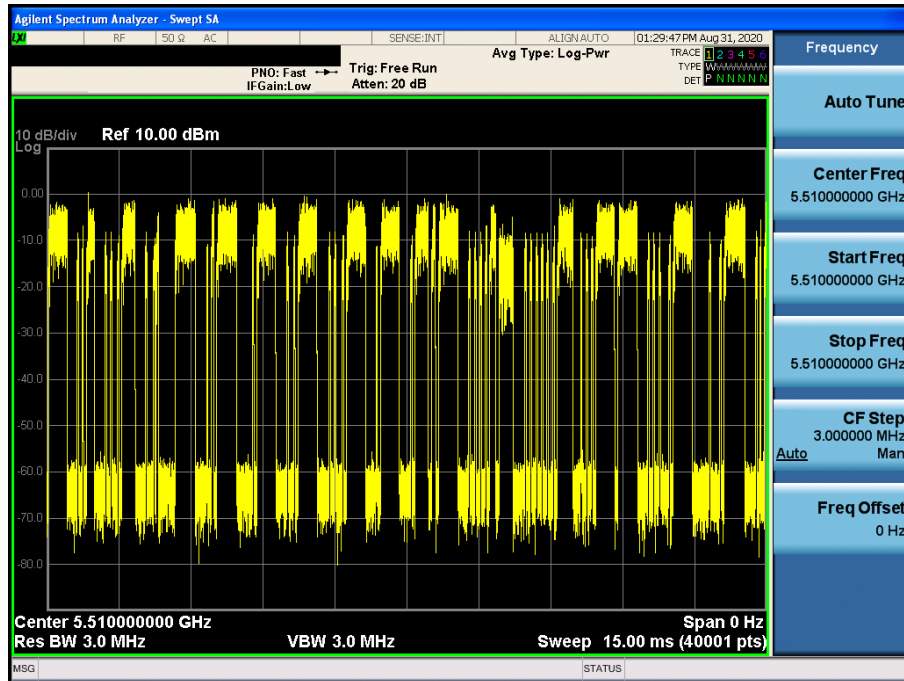 Agilent Spectrum Analyzer - Swept SA
LXI RF 50 Ω AC SENSE:INT ALIGN AUTO 01:29:47 PM Aug 31, 2020
Avg Type: Log-Pwr
PNO: Fast Trig: Free Run
IFGain:Low Atten: 20 dB
TRACE 1 2 3 4 5 6
TYPE WWWWWW
DET P N N N N N
10 dB/div Ref 10.00 dBm
Log
0.00
-10.0
-20.0
-30.0
-40.0
-50.0
-60.0
-70.0
-80.0
Center 5.510000000 GHz Span 0 Hz
Res BW 3.0 MHz VBW 3.0 MHz Sweep 15.00 ms (40001 pts)
MSG STATUS
Frequency
Auto Tune
Center Freq
5.510000000 GHz
Start Freq
5.510000000 GHz
Stop Freq
5.510000000 GHz
CF Step
3.000000 MHz
Auto Man
Freq Offset
0 Hz